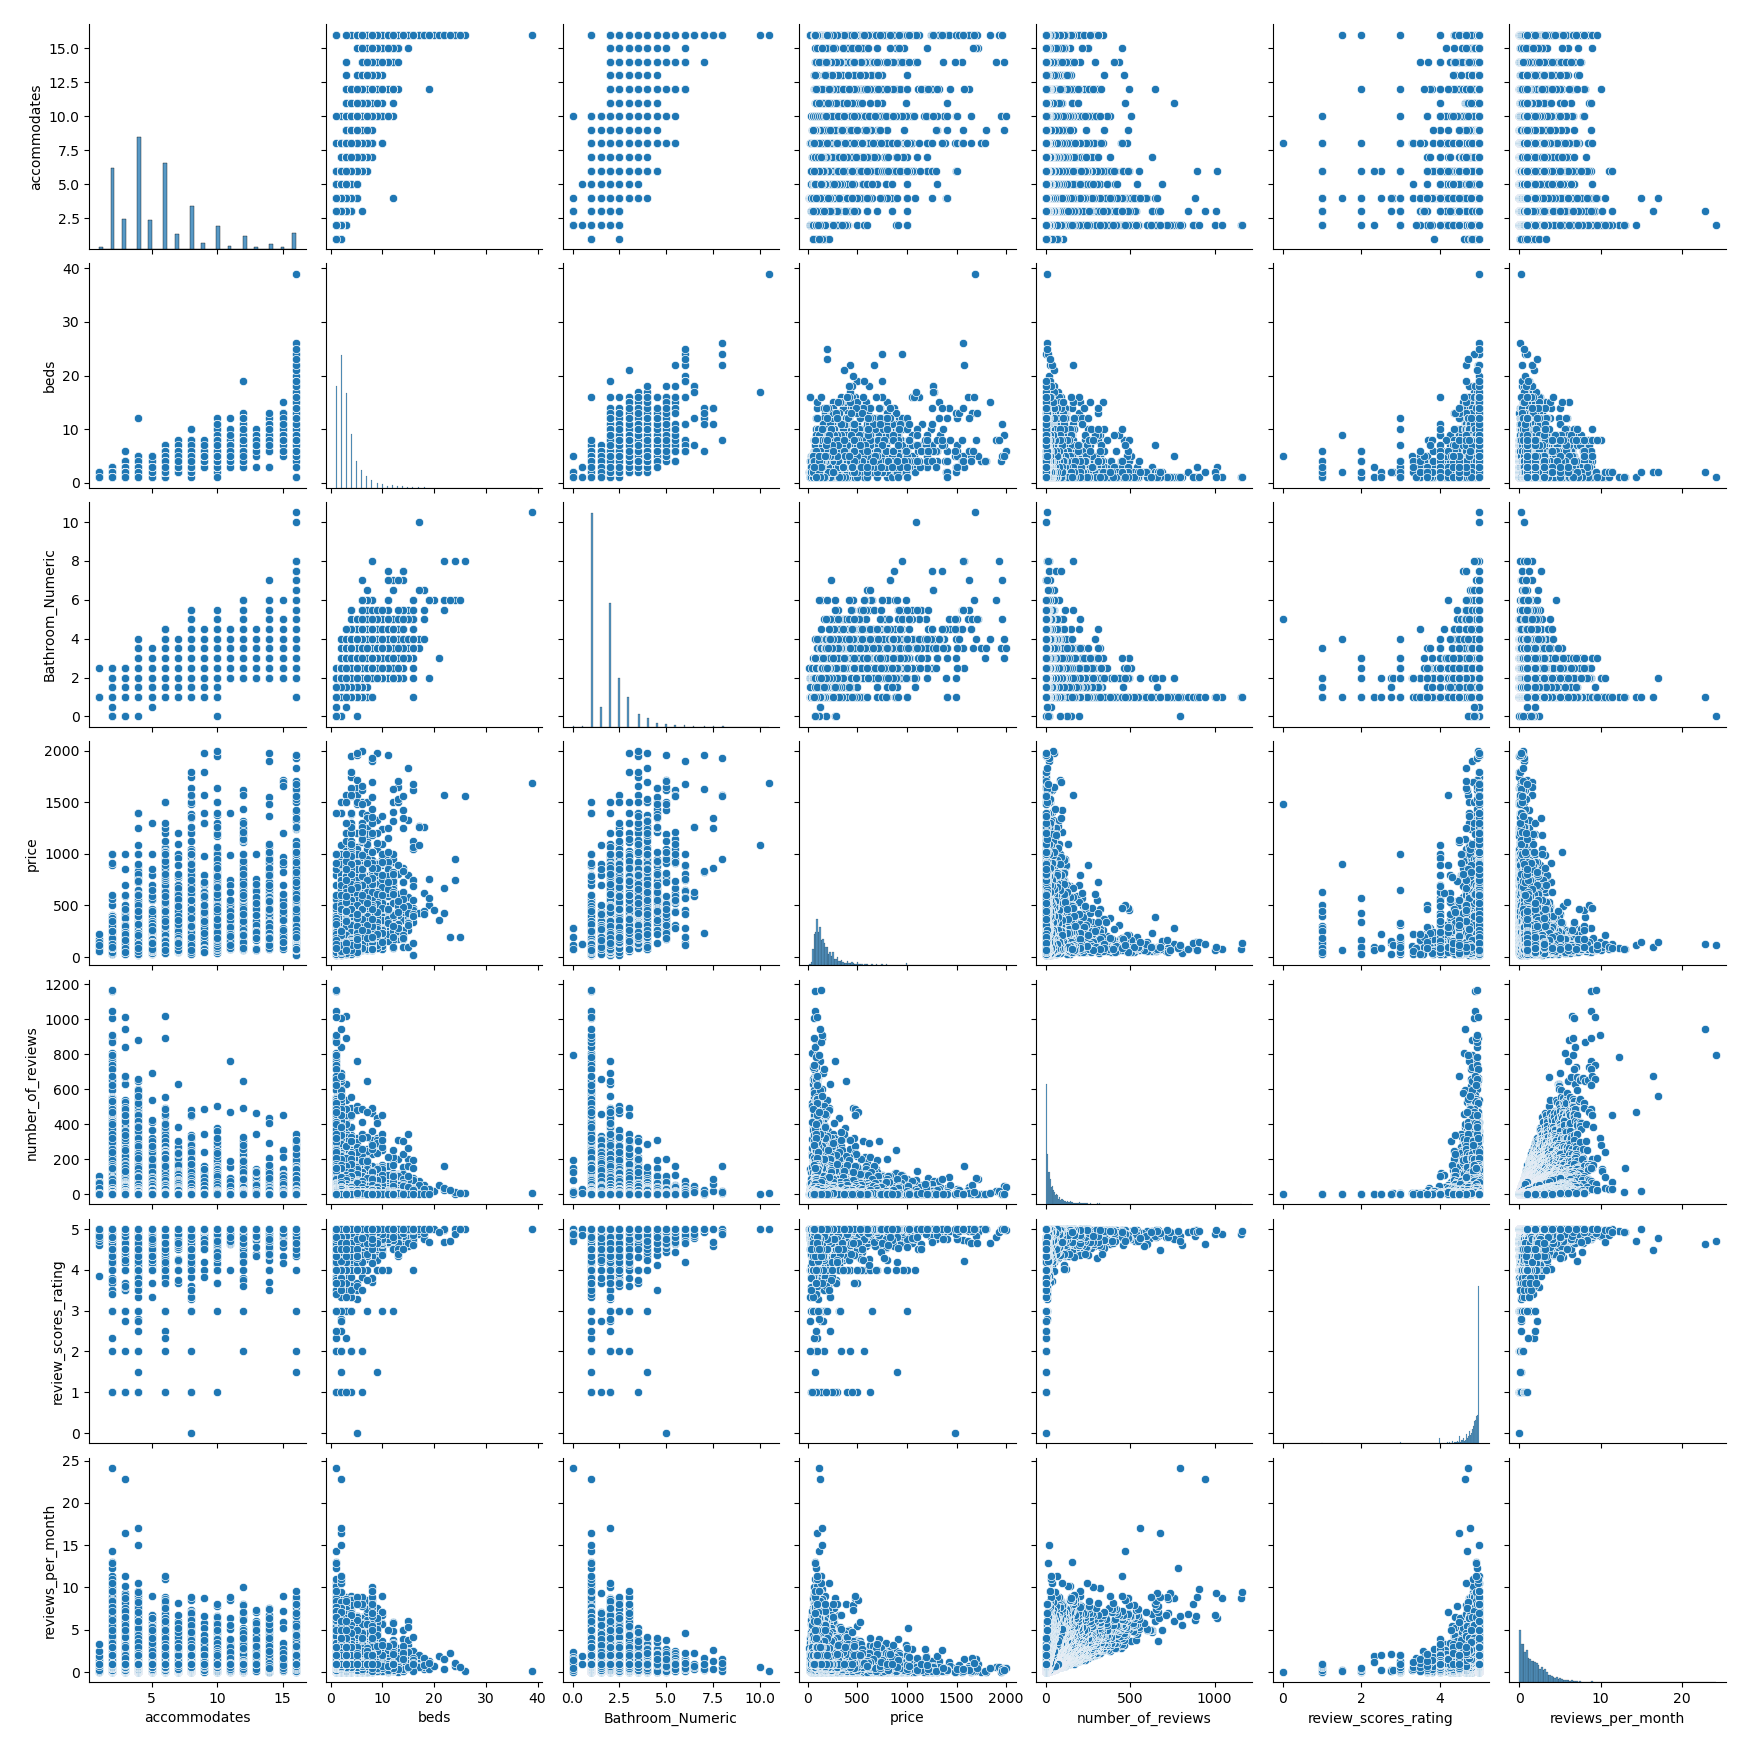 15.0
12.5
10.0
7.5
5.0
2.5
accommodates
40
30
20
10
0
beds
10
8
6
4
2
0
Bathroom_Numeric
2000
1500
1000
500
0
price
1200
1000
800
600
400
200
0
number_of_reviews
5
4
3
2
1
0
review_scores_rating
25
20
15
10
5
0
reviews_per_month
5 10 15
accommodates
0 10 20 30 40
beds
0.0 2.5 5.0 7.5 10.0
Bathroom_Numeric
0 500 1000 1500 2000
price
0 500 1000
number_of_reviews
0 2 4
review_scores_rating
0 10 20
reviews_per_month